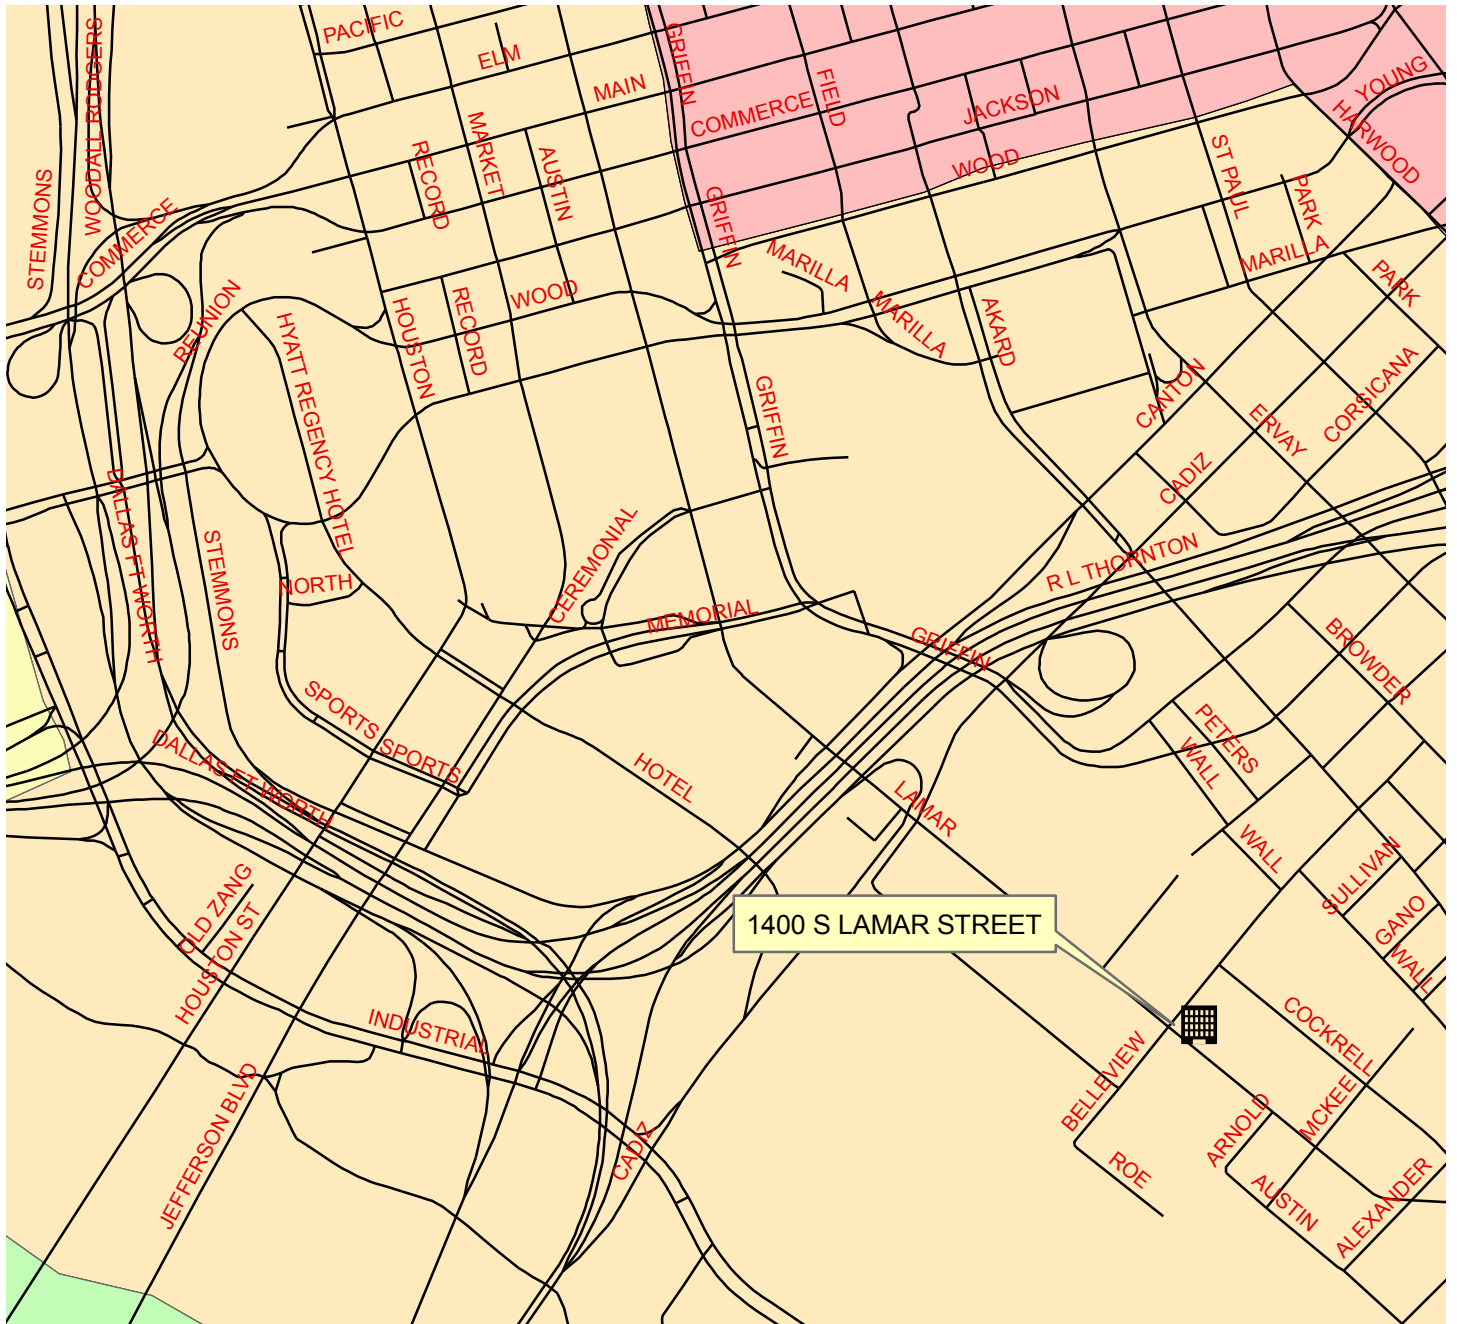 PACIFIC
ELM
MAIN
GRIFFIN
COMMERCE
FIELD
JACKSON
YOUNG
HARWOOD
STEMMONS
WOODALL RODGERS
COMMERCE
RECORD
MARKET
AUSTIN
GRIFFIN
WOOD
ST PAUL
PARK
MARILLA
MARILLA
PARK
REUNION
HYATT REGENCY HOTEL
HOUSTON
RECORD
WOOD
MARILLA
AKARD
CANTON
CORSICANA
ERVAY
GRIFFIN
CADIZ
DALLAS FT WORTH
STEMMONS
NORTH
CEREMONIAL
MEMORIAL
R L THORNTON
GRIFFIN
BROWDER
SPORTS
SPORTS
DALLAS FT WORTH
HOTEL
PETERS
WALL
LAMAR
WALL
SULLIVAN
GANO
WALL
OLD ZANG
HOUSTON ST
1400 S LAMAR STREET
INDUSTRIAL
COCKRELL
BELLEVIEW
MCKEE
ARNOLD
JEFFERSON BLVD
CADIZ
ROE
AUSTIN
ALEXANDER